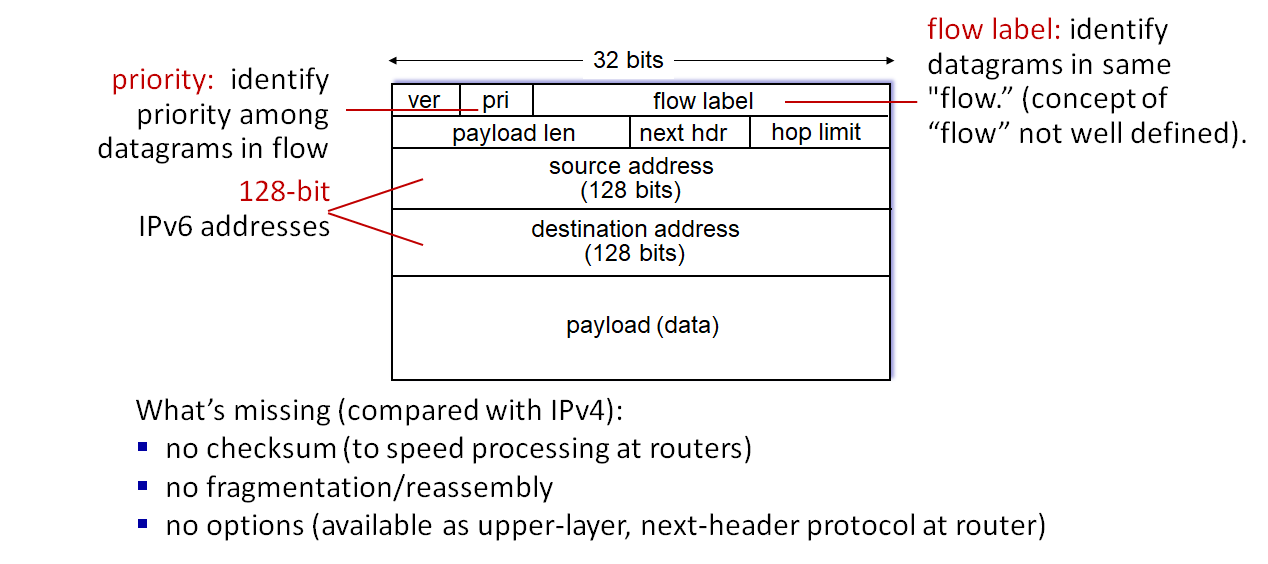 32 bits
priority: identify
priority among
datagrams in flow
128-bit
IPv6 addresses
ver pri flow label
payload len next hdr hop limit
source address
(128 bits)
destination address
(128 bits)
payload (data)
flow label: identify
datagrams in same
"flow.” (concept of
“flow” not well defined).
What’s missing (compared with IPv4):
▪ no checksum (to speed processing at routers)
▪ no fragmentation/reassembly
▪ no options (available as upper-layer, next-header protocol at router)